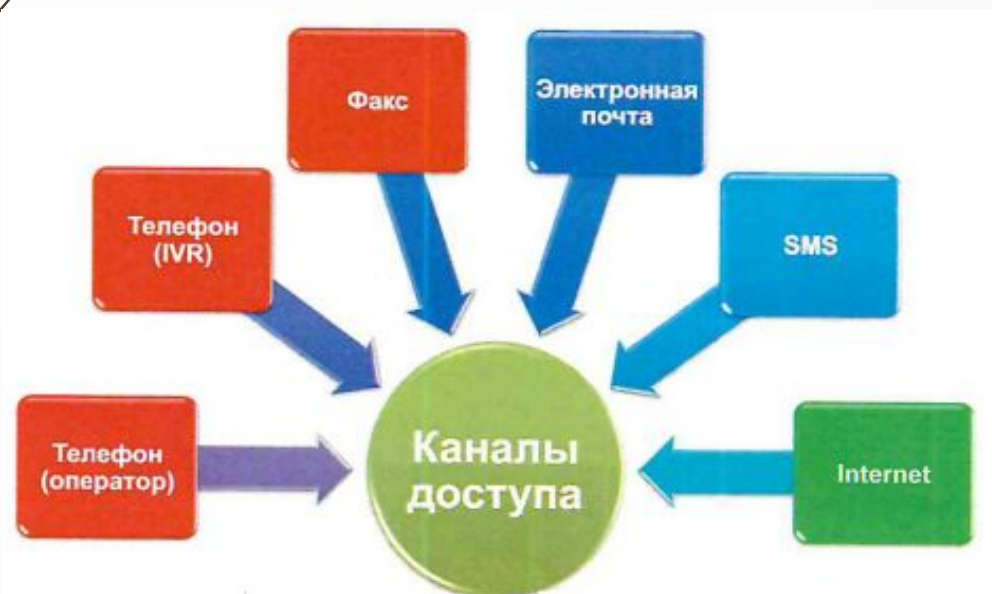 Факс
Электронная
почта
Телефон
(IVR)
SMS
Телефон
(оператор)
Каналы
доступа
Internet